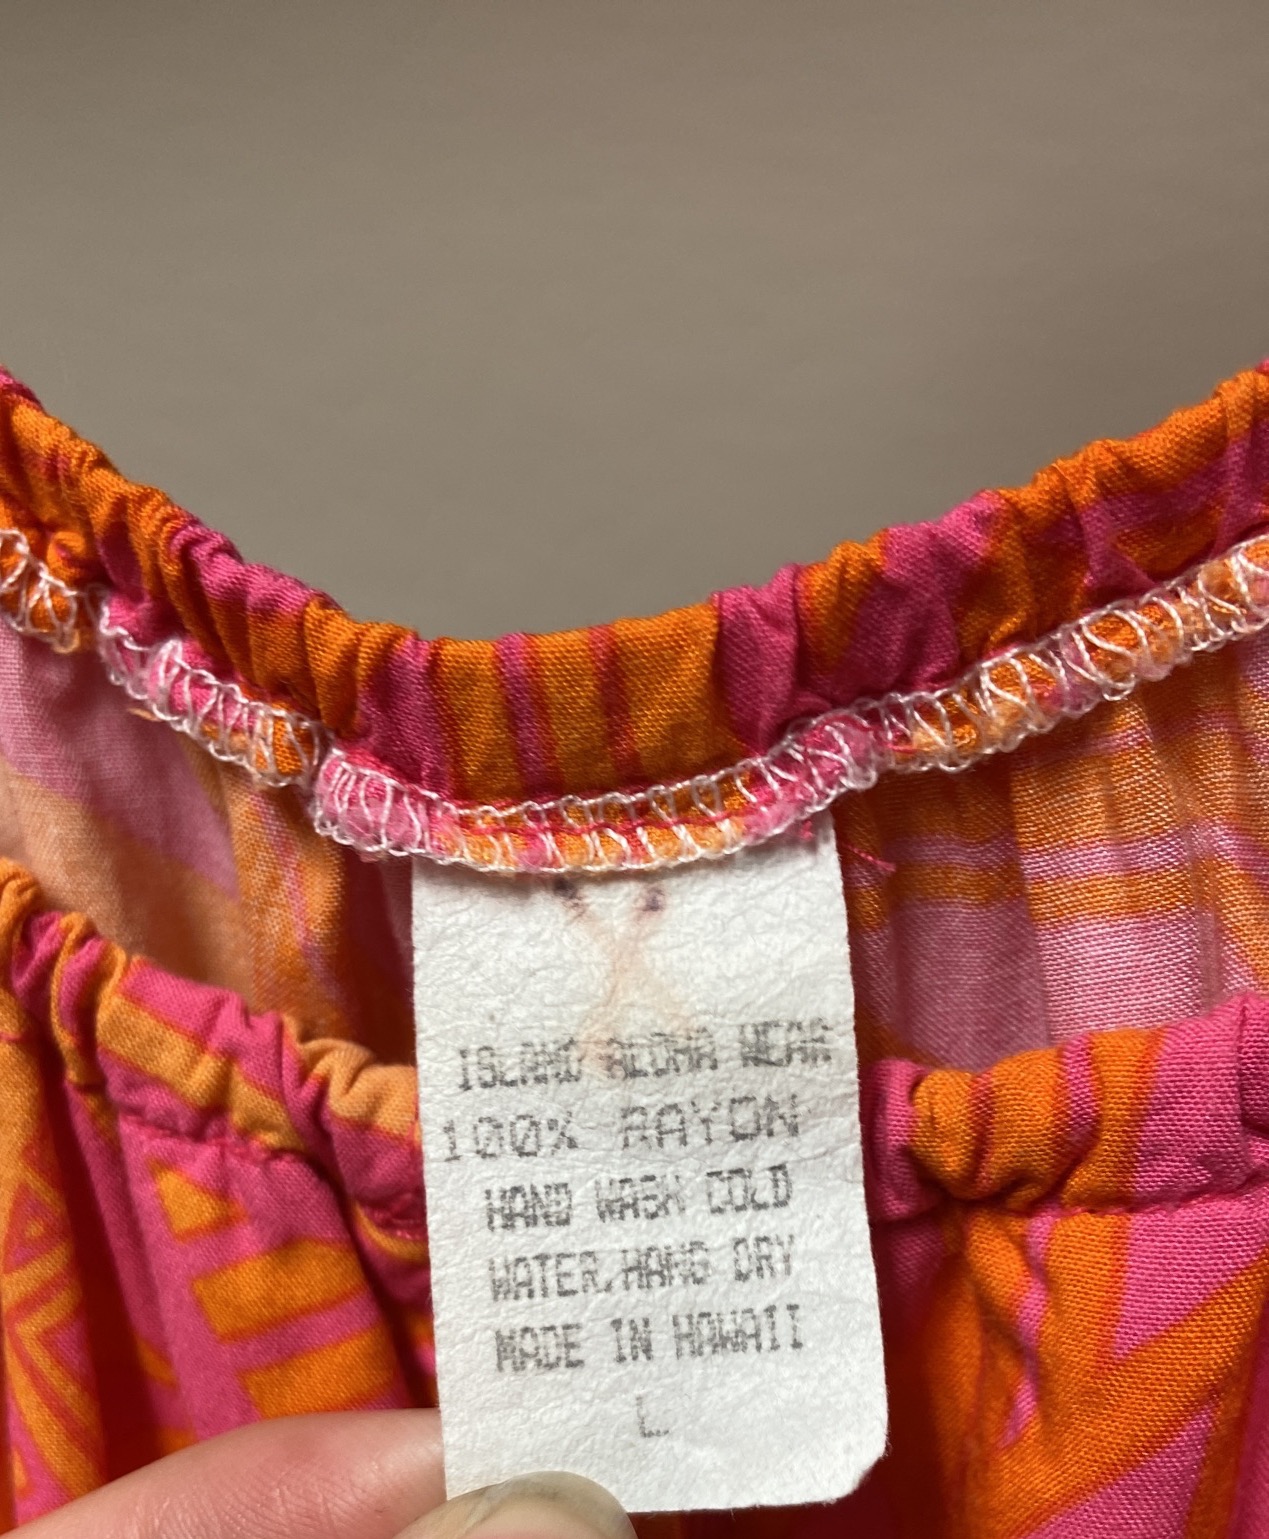 ISLAND ALOHA WEAR
100% RAYON
HAND WASH COLD
WATER.HANG DRY
MADE IN HAWAII
L